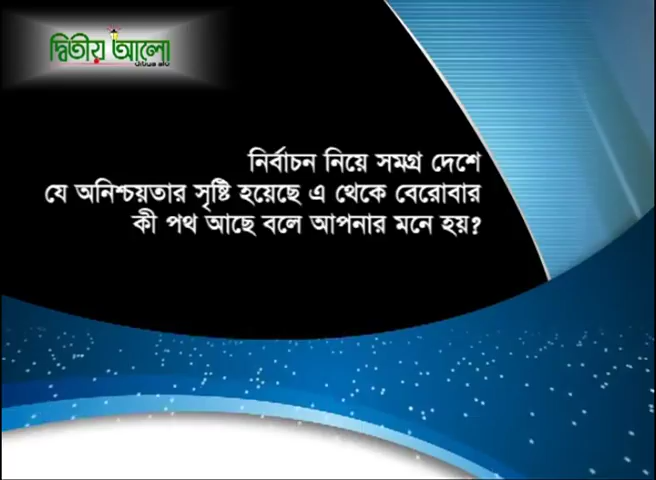 দ্বিতীয় আলো
নির্বাচন নিয়ে সমগ্র দেশে
যে অনিশ্চয়তার সৃষ্টি হয়েছে এ থেকে বেরোবার
কী পথ আছে বলে আপনার মনে হয়?